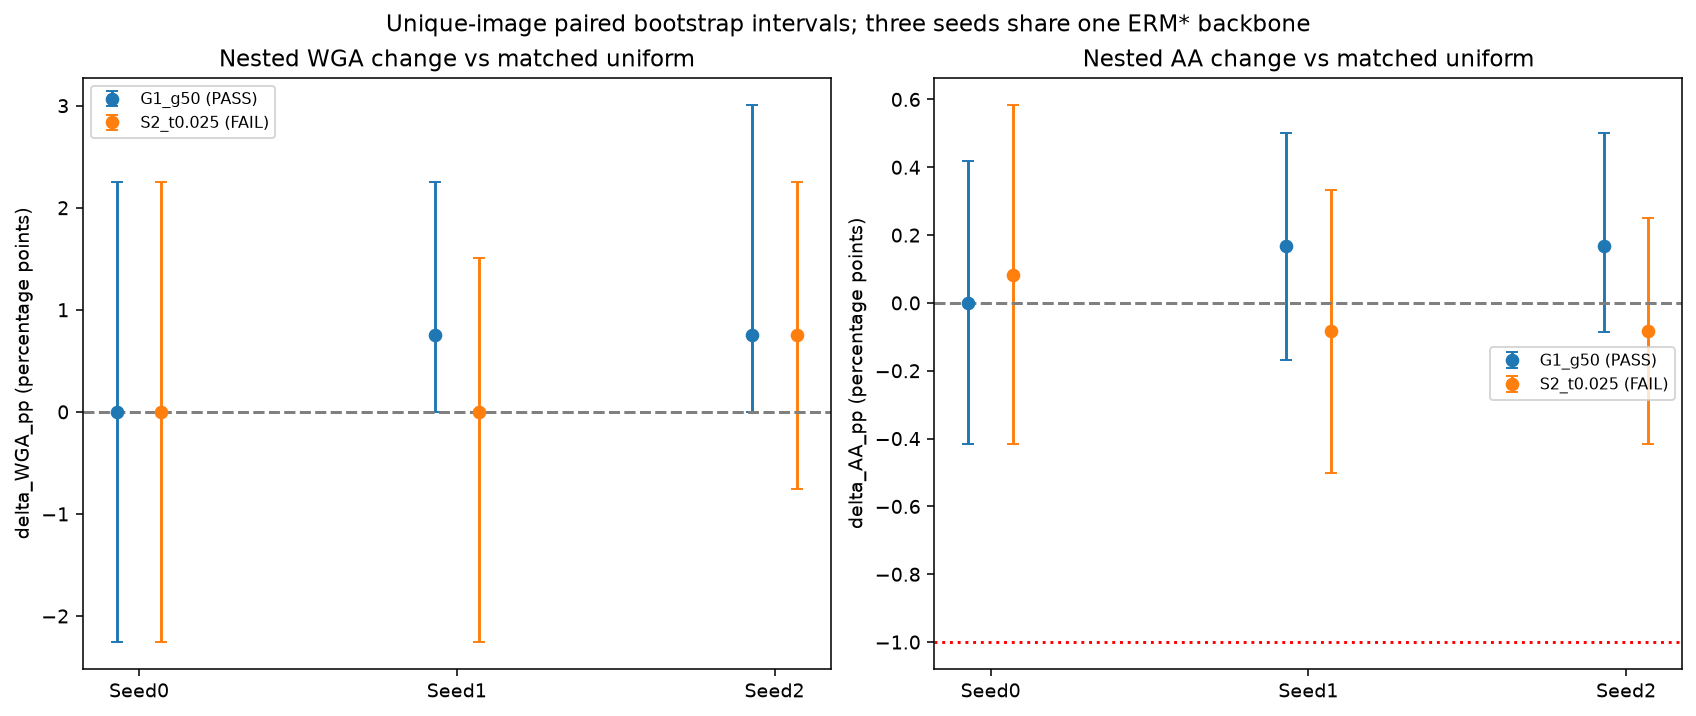 Unique-image paired bootstrap intervals; three seeds share one ERM* backbone
Nested WGA change vs matched uniform
delta_WGA_pp (percentage points)
3
2
1
0
−1
−2
G1_g50 (PASS)
S2_t0.025 (FAIL)
Seed0
Seed1
Seed2
Nested AA change vs matched uniform
delta_AA_pp (percentage points)
0.6
0.4
0.2
0.0
−0.2
−0.4
−0.6
−0.8
−1.0
G1_g50 (PASS)
S2_t0.025 (FAIL)
Seed0
Seed1
Seed2